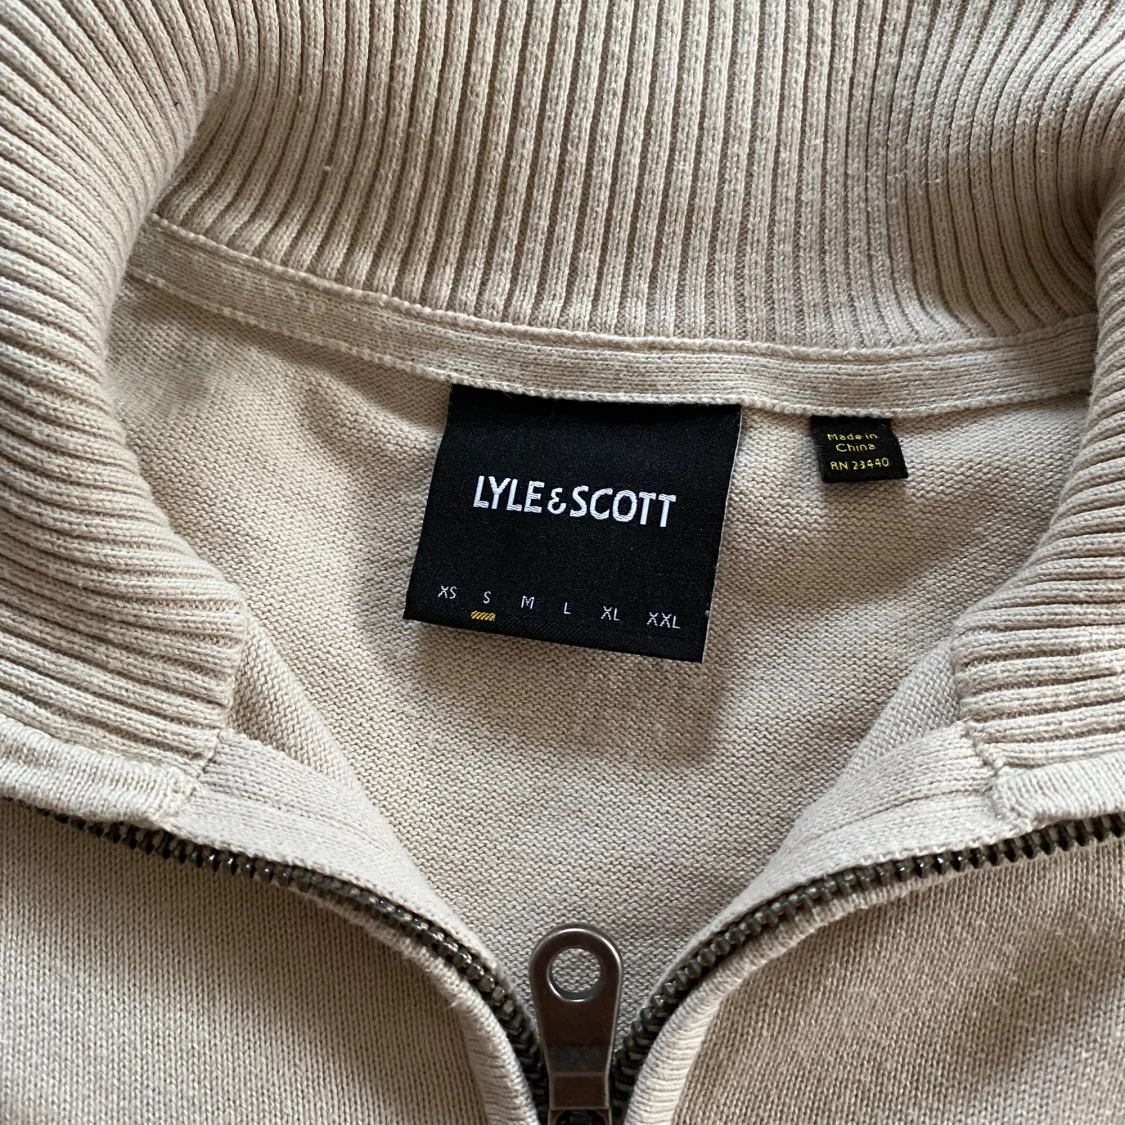 LYLE & SCOTT
XS S M L XL XXL
Made in
China
RN 23440